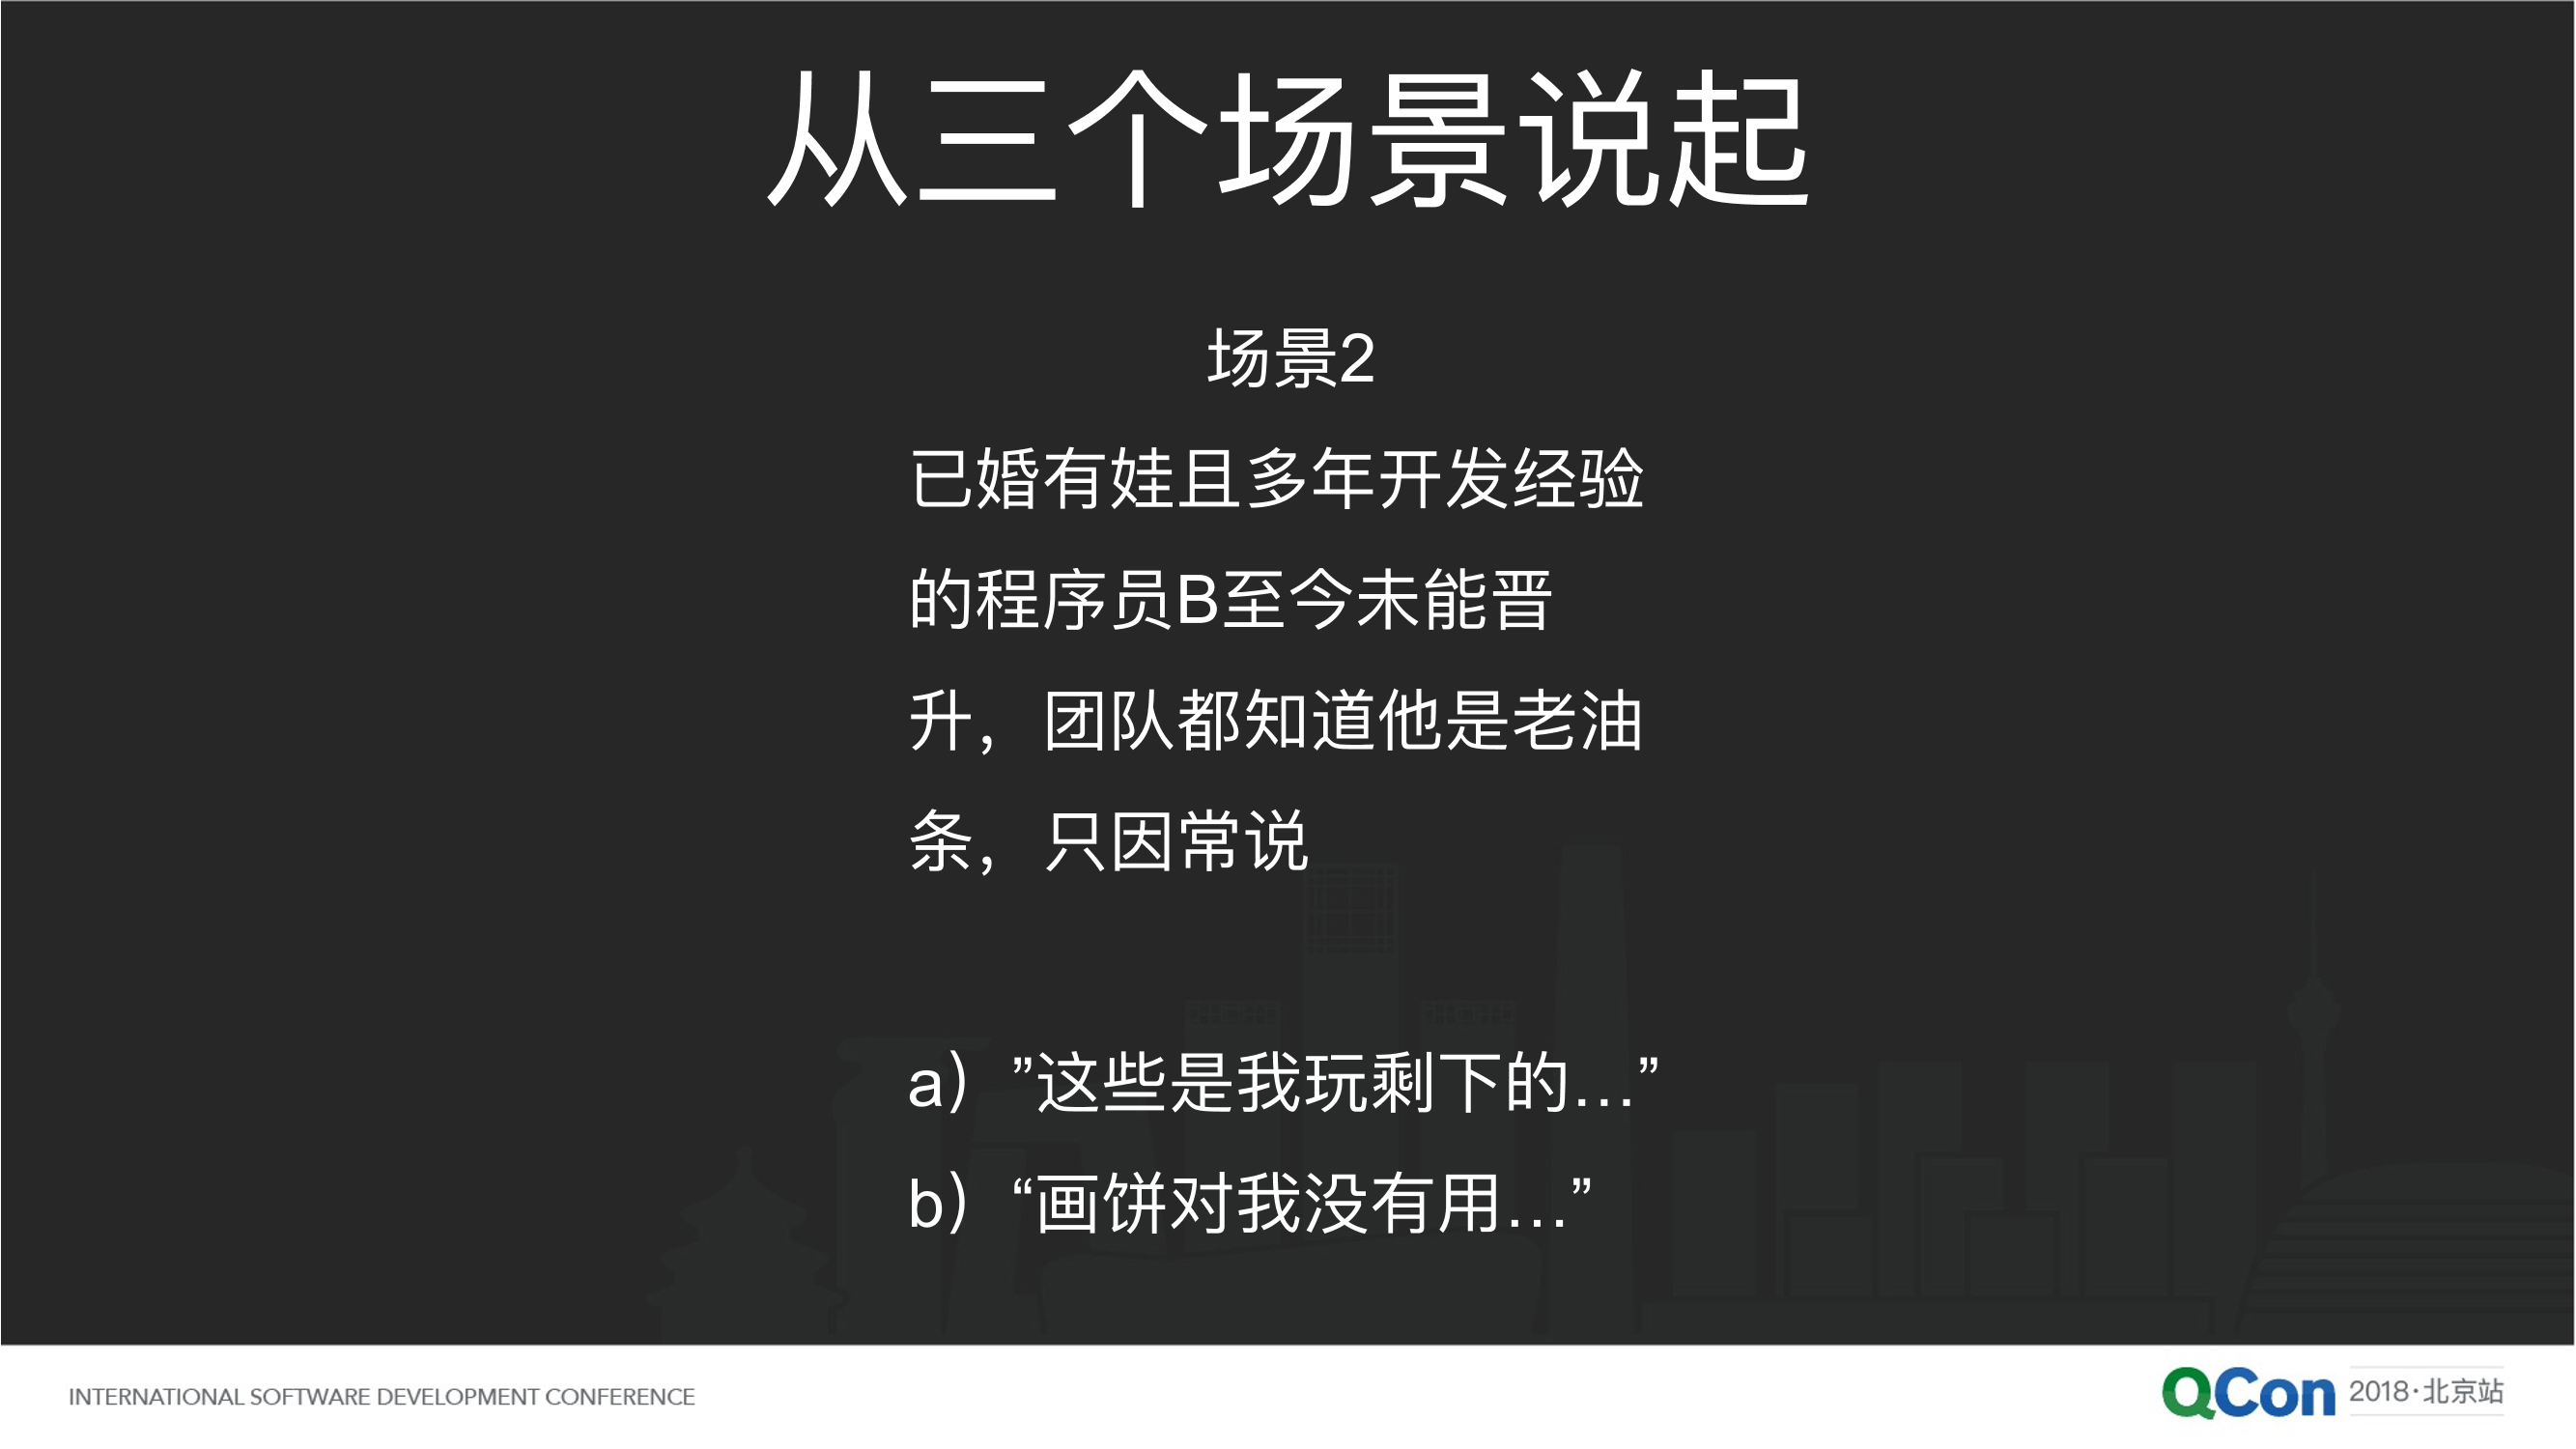 从三个场景说起
场景2
已婚有娃且多年开发经验
的程序员B至今未能晋
升，团队都知道他是老油
条，只因常说
a）”这些是我玩剩下的…”
b）“画饼对我没有用…”
INTERNATIONAL SOFTWARE DEVELOPMENT CONFERENCE
QCon 2018·北京站